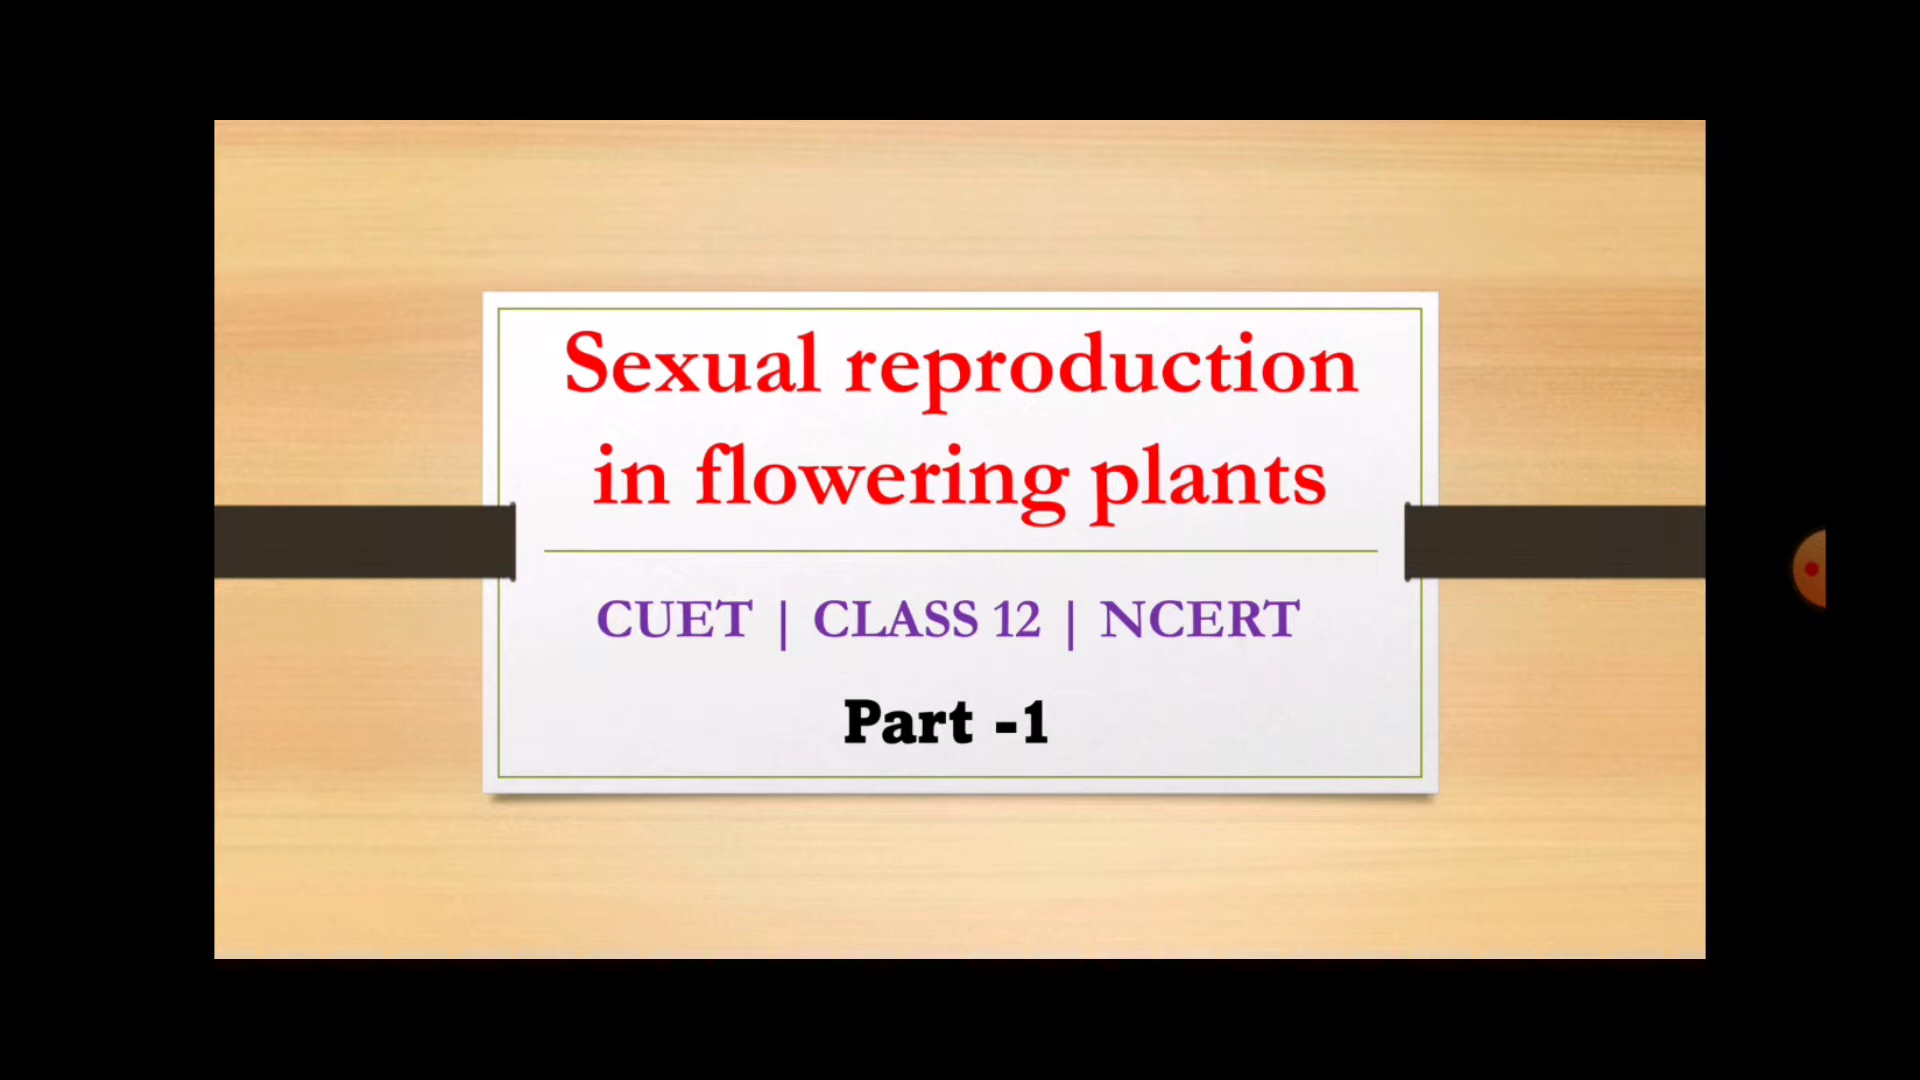 Sexual reproduction
in flowering plants
CUET | CLASS 12 | NCERT
Part -1